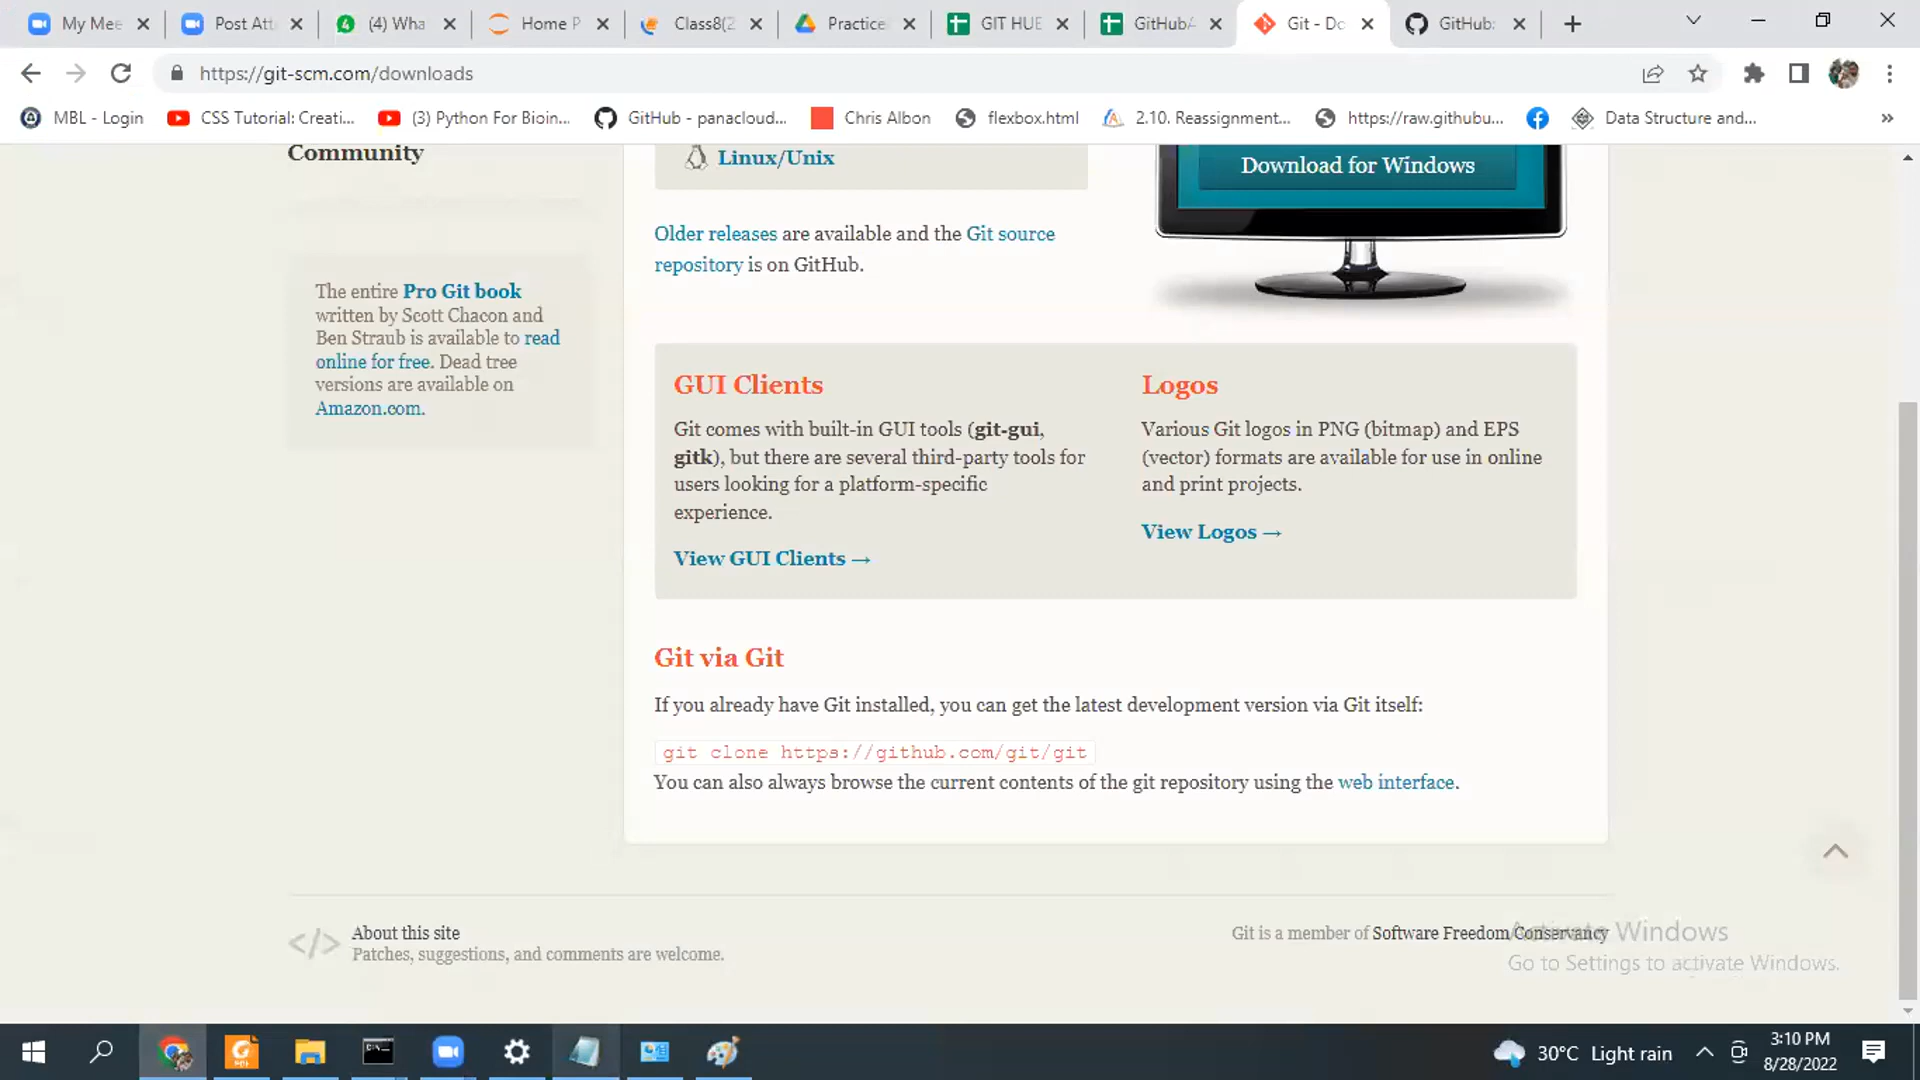 My Mee
Post Att
(4) Wha
Home P
Class8(2
Practice
GIT HUE
GitHubA
Git - Do
GitHub:
https://git-scm.com/downloads
MBL - Login
CSS Tutorial: Creati...
(3) Python For Bioin...
GitHub - panacloud...
Chris Albon
flexbox.html
2.10. Reassignment...
https://raw.githubu...
Data Structure and...
»
Community
Linux/Unix
Download for Windows
Older releases are available and the Git source
repository is on GitHub.
The entire Pro Git book
written by Scott Chacon and
Ben Straub is available to read
online for free. Dead tree
versions are available on
Amazon.com.
GUI Clients
Git comes with built-in GUI tools (git-gui,
gitk), but there are several third-party tools for
users looking for a platform-specific
experience.
View GUI Clients →
Logos
Various Git logos in PNG (bitmap) and EPS
(vector) formats are available for use in online
and print projects.
View Logos →
Git via Git
If you already have Git installed, you can get the latest development version via Git itself:
git clone https://github.com/git/git
You can also always browse the current contents of the git repository using the web interface.
</> About this site
Patches, suggestions, and comments are welcome.
Git is a member of Software Freedom Conservancy
Activate Windows
Go to Settings to activate Windows.
30°C Light rain
3:10 PM
8/28/2022